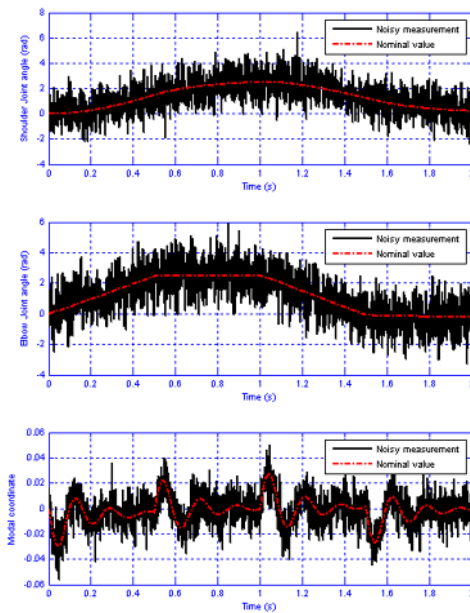 8
6
4
2
0
-2
-4
Shoulder Joint angle (rad)
Noisy measurement
Nominal value
0 0.2 0.4 0.6 0.8 1 1.2 1.4 1.6 1.8
Time (s)
6
4
2
0
-2
-4
Elbow Joint angle (rad)
Noisy measurement
Nominal value
0 0.2 0.4 0.6 0.8 1 1.2 1.4 1.6 1.8
Time (s)
0.06
0.04
0.02
0
-0.02
-0.04
-0.06
Modal coordinate
Noisy measurement
Nominal value
0 0.2 0.4 0.6 0.8 1 1.2 1.4 1.6 1.8
Time (s)